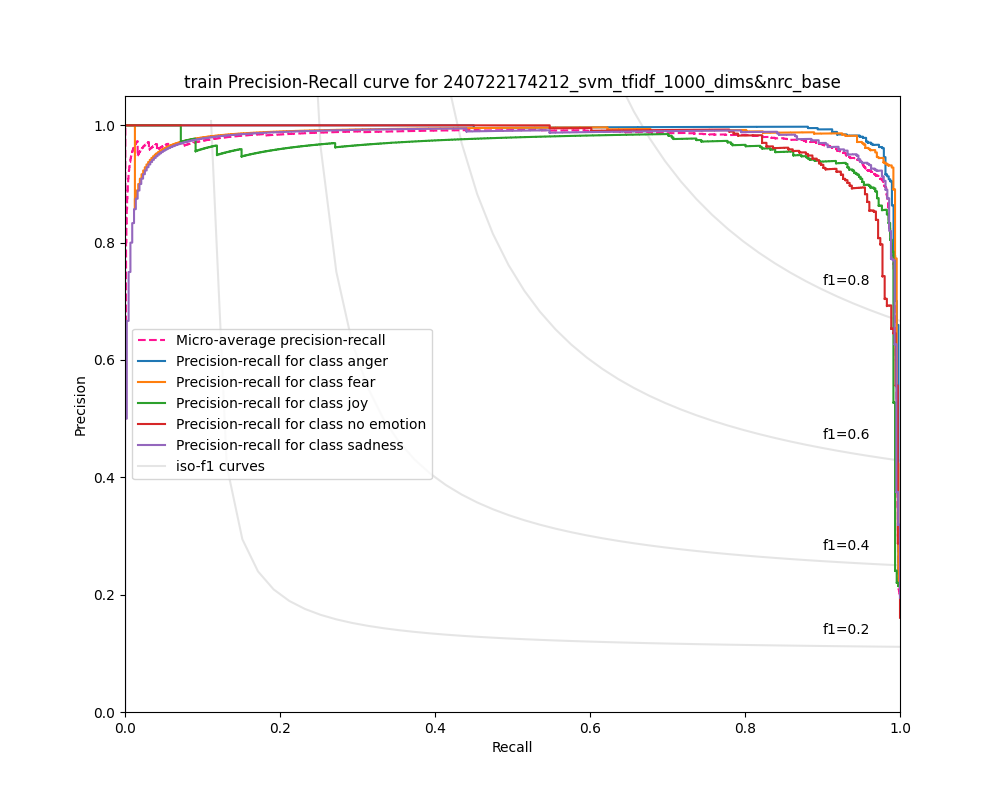 train Precision-Recall curve for 240722174212_svm_tfidf_1000_dims&nrc_base
Precision
1.0
0.8
0.6
0.4
0.2
0.0
f1=0.8
f1=0.6
f1=0.4
f1=0.2
Micro-average precision-recall
Precision-recall for class anger
Precision-recall for class fear
Precision-recall for class joy
Precision-recall for class no emotion
Precision-recall for class sadness
iso-f1 curves
0.0 0.2 0.4 0.6 0.8 1.0
Recall